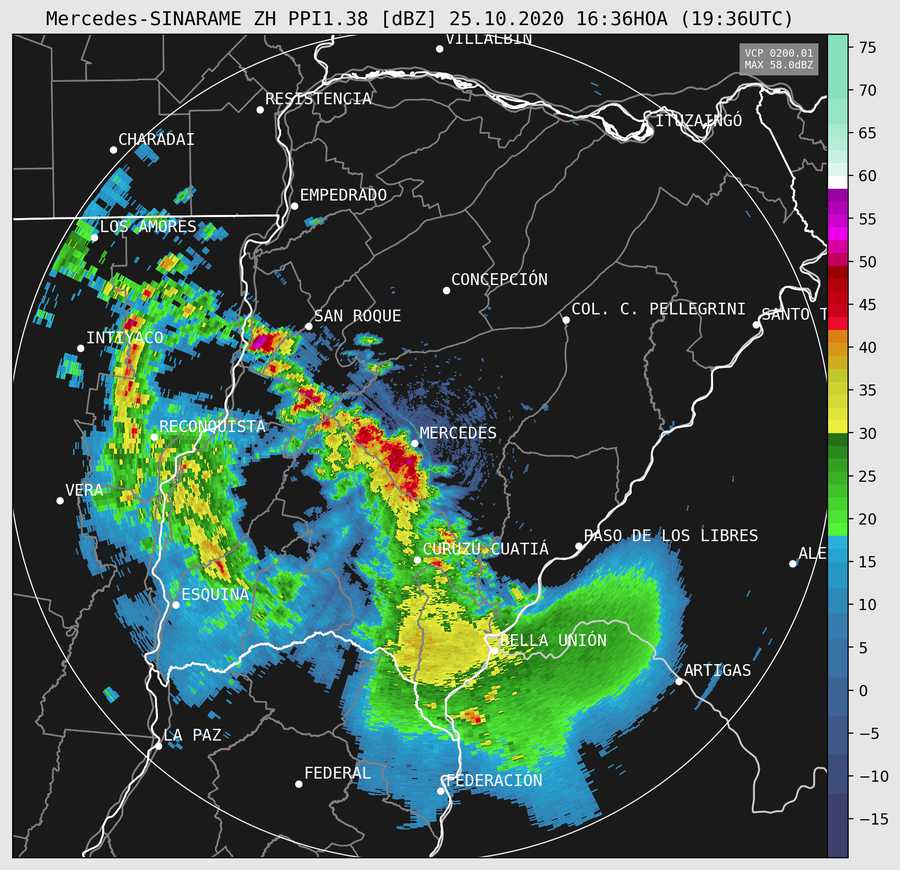 Mercedes-SINARAME ZH PPI1.38 [dBZ] 25.10.2020 16:36HOA (19:36UTC)
VILLALBÍN
VCP 0200.01
MAX 58.0dBZ
RESISTENCIA
ITUZAINGÓ
CHARADAI
EMPEDRADO
LOS AMORES
CONCEPCIÓN
COL. C. PELLEGRINI
SANTO T
SAN ROQUE
INTIYACO
RECONQUISTA
MERCEDES
VERA
PASO DE LOS LIBRES
CURUZÚ CUATIÁ
ALE
ESQUINA
BELLA UNIÓN
ARTIGAS
LA PAZ
FEDERAL
FEDERACIÓN
75
70
65
60
55
50
45
40
35
30
25
20
15
10
5
0
−5
−10
−15